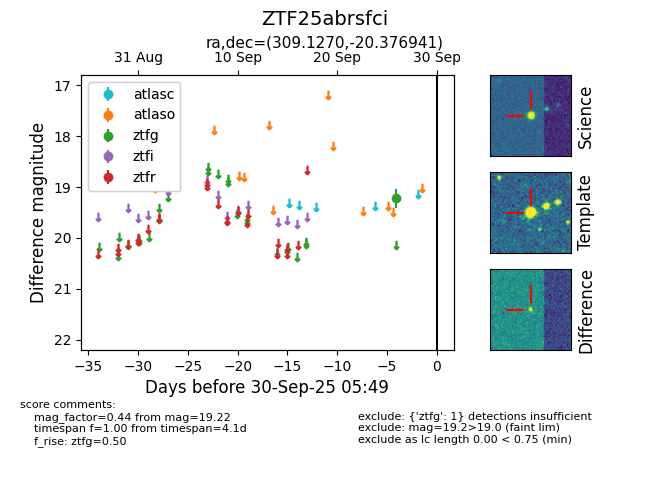 ZTF25abrsfci
ra,dec=(309.1270,-20.376941)
31 Aug 10 Sep 20 Sep 30 Sep
17
18
19
20
21
22
Difference magnitude
atlasc
atlaso
ztfg
ztfi
ztfr
−35 −30 −25 −20 −15 −10 −5 0
Days before 30-Sep-25 05:49
Science
Template
Difference
score comments:
mag_factor=0.44 from mag=19.22
timespan f=1.00 from timespan=4.1d
f_rise: ztfg=0.50
exclude: {'ztfg': 1} detections insufficient
exclude: mag=19.2>19.0 (faint lim)
exclude as lc length 0.00 < 0.75 (min)